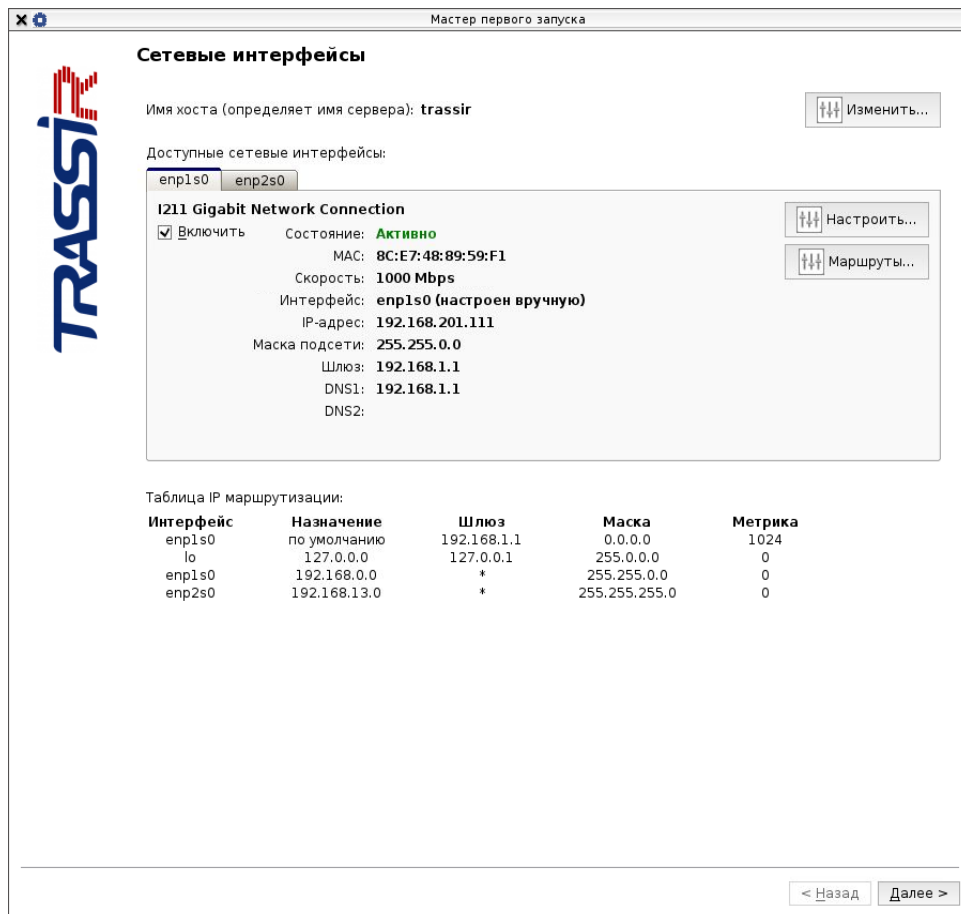 Мастер первого запуска
TRASSIR
Сетевые интерфейсы
Имя хоста (определяет имя сервера): trassir
Изменить...
Доступные сетевые интерфейсы:
enp1s0 enp2s0
I211 Gigabit Network Connection
Настроить...
Включить Состояние: Активно
MAC: 8C:E7:48:89:59:F1
Маршруты...
Скорость: 1000 Mbps
Интерфейс: enp1s0 (настроен вручную)
IP-адрес: 192.168.201.111
Маска подсети: 255.255.0.0
Шлюз: 192.168.1.1
DNS1: 192.168.1.1
DNS2:
Таблица IP маршрутизации:
Интерфейс Назначение Шлюз Маска Метрика
enp1s0 по умолчанию 192.168.1.1 0.0.0.0 1024
lo 127.0.0.0 127.0.0.1 255.0.0.0 0
enp1s0 192.168.0.0 * 255.255.0.0 0
enp2s0 192.168.13.0 * 255.255.255.0 0
< Назад Далее >